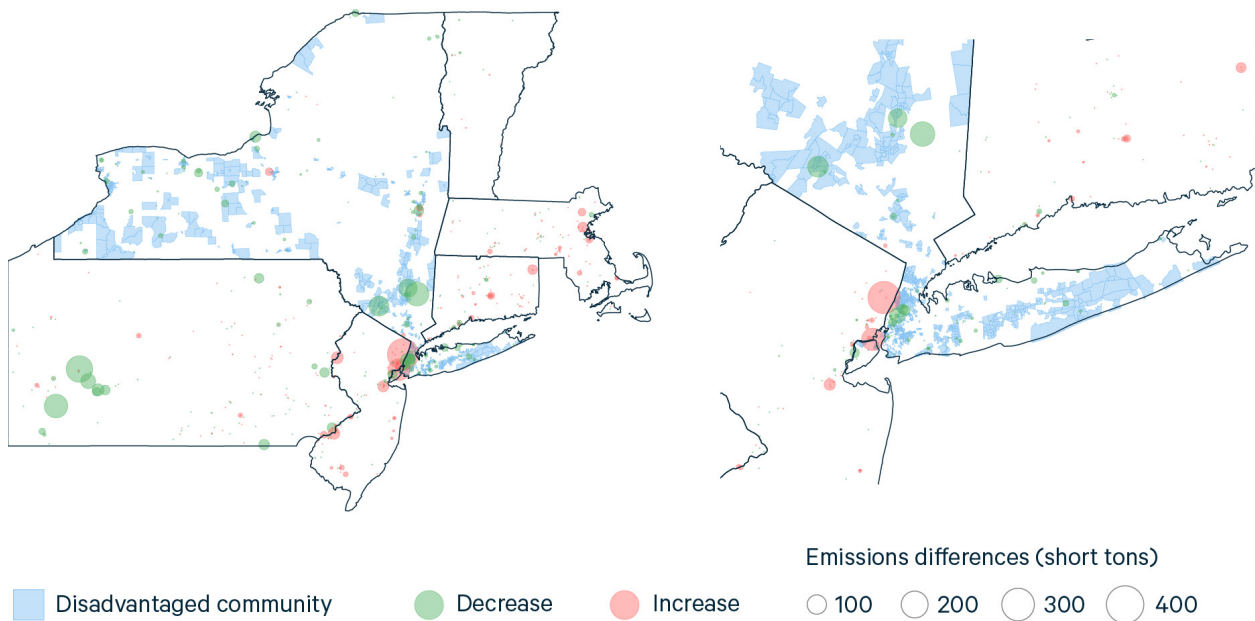 Emissions differences (short tons)
Disadvantaged community Decrease Increase 100 200 300 400